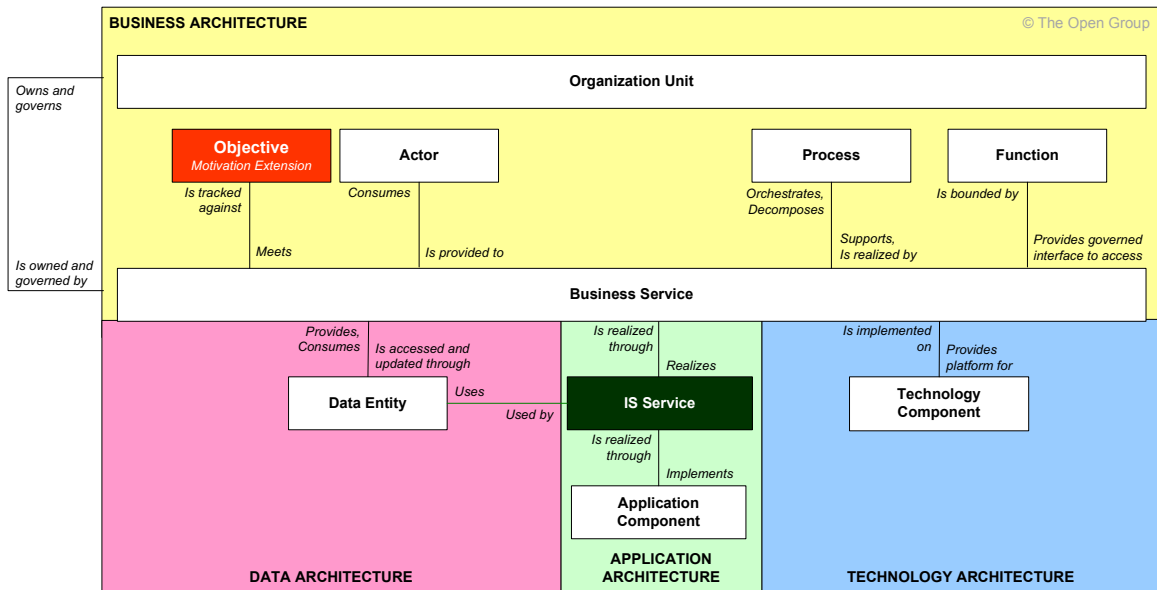 BUSINESS ARCHITECTURE
© The Open Group
Organization Unit
Owns and
governs
Objective
Motivation Extension
Actor
Process
Function
Is tracked
against
Consumes
Orchestrates,
Decomposes
Is bounded by
Meets
Is provided to
Supports,
Is realized by
Provides governed
interface to access
Is owned and
governed by
Business Service
Provides,
Consumes
Is accessed and
updated through
Is realized
through
Realizes
Is implemented
on
Provides
platform for
Data Entity
Uses
Used by
IS Service
Technology
Component
Is realized
through
Implements
Application
Component
DATA ARCHITECTURE
APPLICATION
ARCHITECTURE
TECHNOLOGY ARCHITECTURE